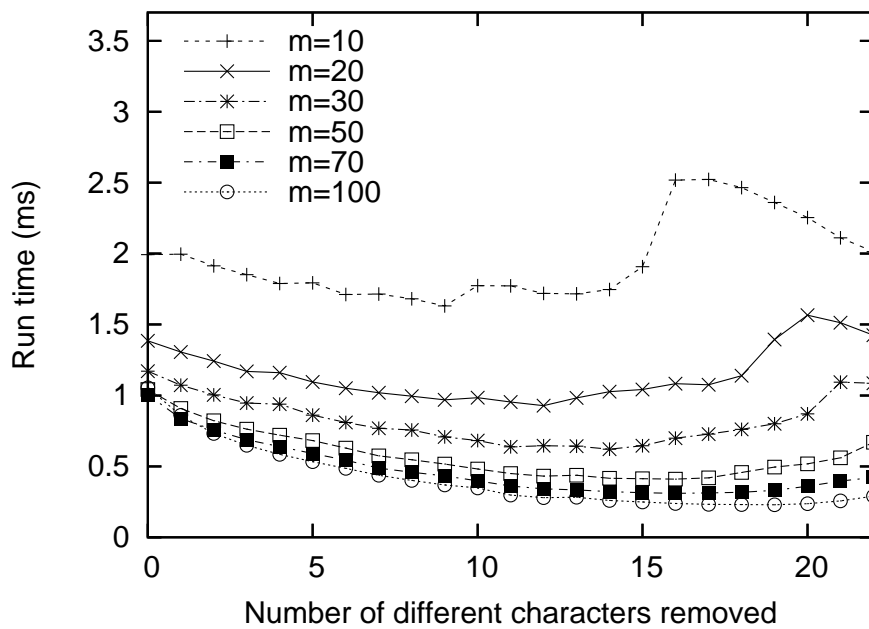 3.5
3
2.5
2
1.5
1
0.5
0
Run time (ms)
m=10
m=20
m=30
m=50
m=70
m=100
0 5 10 15 20
Number of different characters removed